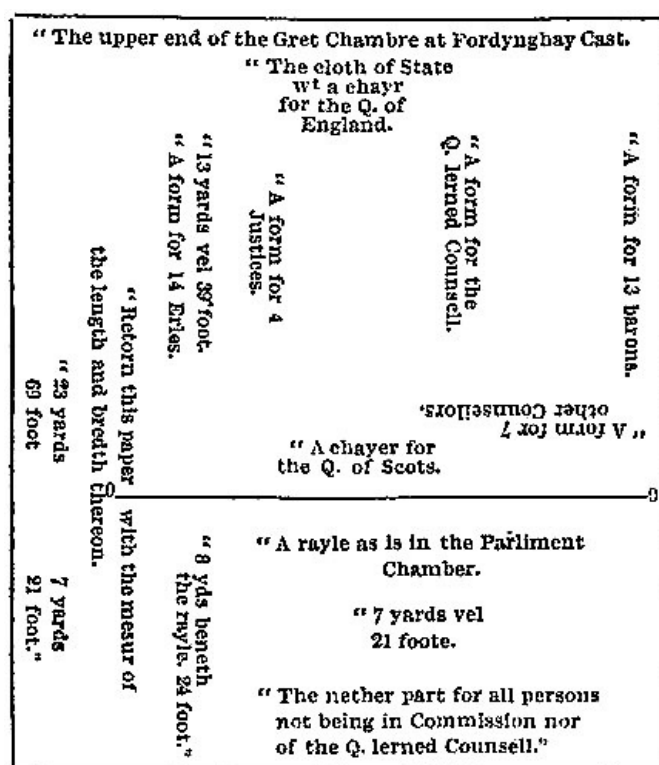 “ The upper end of the Gret Chambre at Fordynghay Cast.
“ The cloth of State
wt a chayr
for the Q. of
England.
“ 13 yards vel 39 foot.
“ A form for 14 Erles.
“ A form for 4
Justices.
“ A form for the
Q. lerned Counsell.
“ A form for 13 barons.
“ A form for 7
other Counsellors.
“ A chayer for
the Q. of Scots.
0 0
“ Retorn this paper with the mesur of
the length and bredth thereon.
“ 23 yards
69 foot
7 yards
21 foot.”
“ 8 yds beneth
the rayle. 24 foot.”
“ A rayle as is in the Parliment
Chamber.
“ 7 yards vel
21 foote.
“ The nether part for all persons
not being in Commission nor
of the Q. lerned Counsell.”